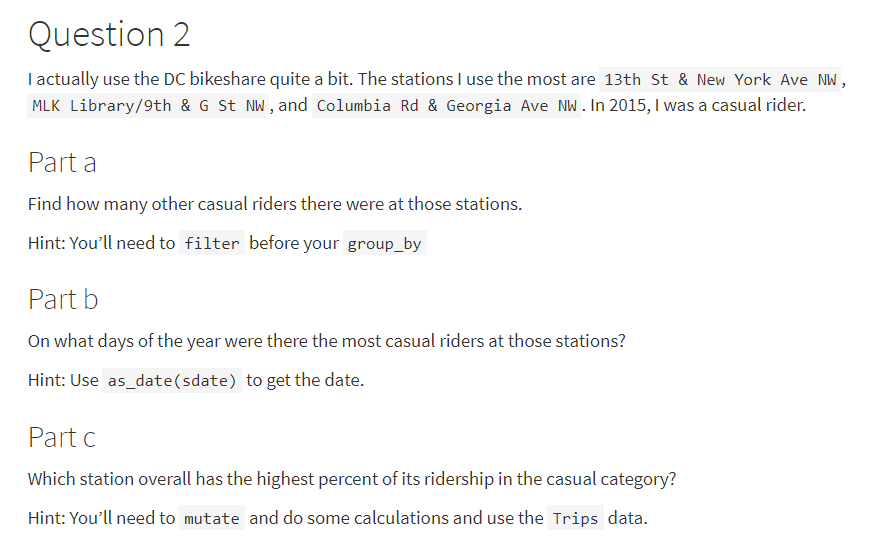 Question 2
I actually use the DC bikeshare quite a bit. The stations I use the most are 13th St & New York Ave NW,
MLK Library/9th & G St NW, and Columbia Rd & Georgia Ave NW. In 2015, I was a casual rider.
Part a
Find how many other casual riders there were at those stations.
Hint: You’ll need to filter before your group_by
Part b
On what days of the year were there the most casual riders at those stations?
Hint: Use as_date(sdate) to get the date.
Part c
Which station overall has the highest percent of its ridership in the casual category?
Hint: You’ll need to mutate and do some calculations and use the Trips data.